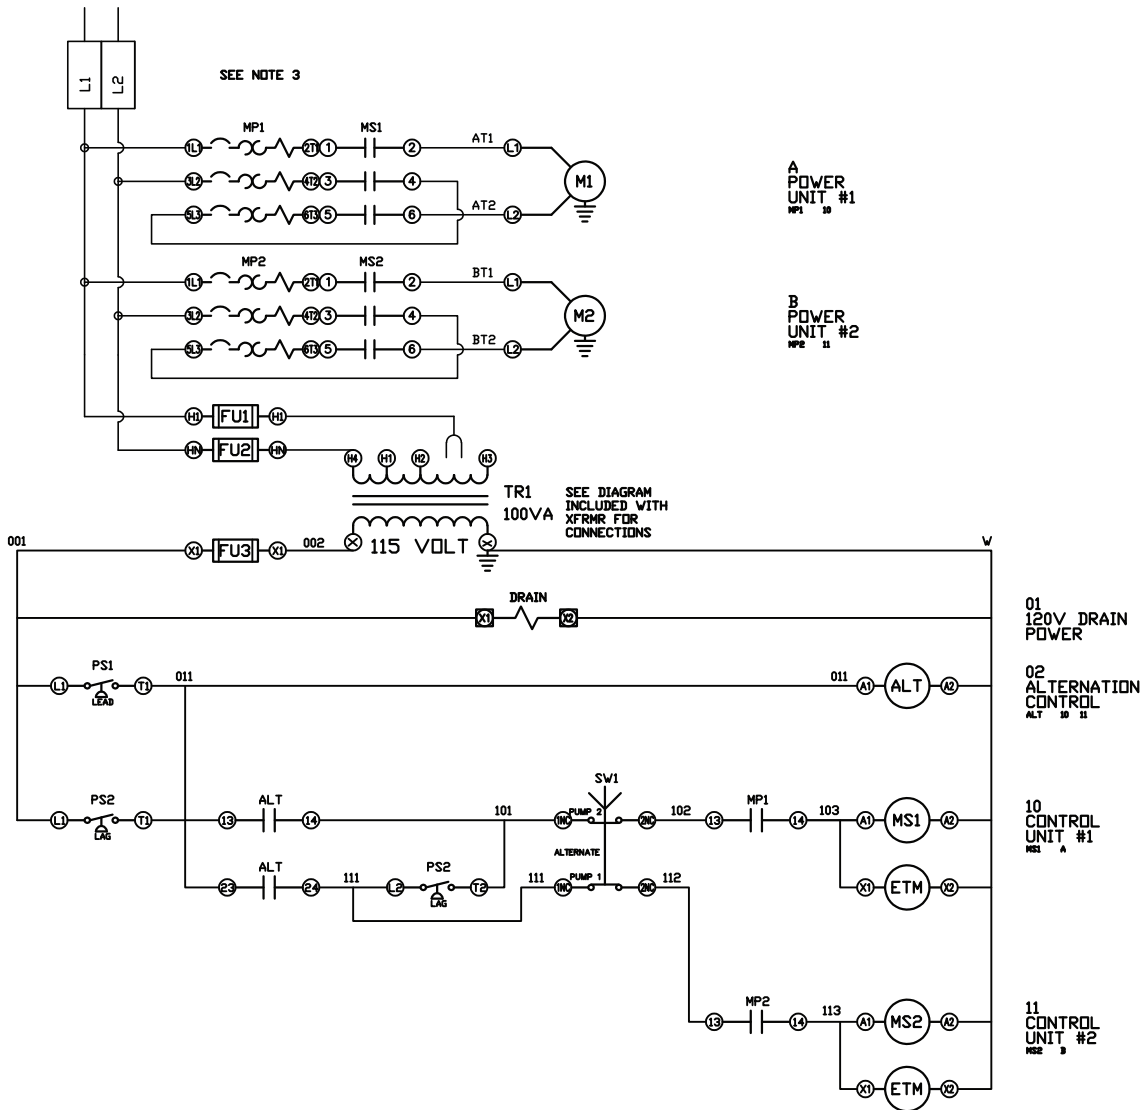 L1 L2
SEE NOTE 3
MP1 MS1
1L1 2T1 1 2 AT1 L1
3L2 4T2 3 4 M1
5L3 6T3 5 6 AT2 L2
A
POWER
UNIT #1
MP1 10
MP2 MS2
1L1 2T1 1 2 BT1 L1
3L2 4T2 3 4 M2
5L3 6T3 5 6 BT2 L2
B
POWER
UNIT #2
MP2 11
H1 FU1 H1
HN FU2 HN
H4 H1 H2 H3
TR1
100VA
SEE DIAGRAM
INCLUDED WITH
XFRMR FOR
CONNECTIONS
001 X1 FU3 X1 002 X 115 VOLT X W
DRAIN
X1 X2
01
120V DRAIN
POWER
PS1
L1 T1 011 011 A1 ALT A2
LEAD
02
ALTERNATION
CONTROL
ALT 10 11
SW1
PS2 ALT MP1
L1 T1 13 14 101 1NC PUMP 2 2NC 102 13 14 103 A1 MS1 A2
LAG
10
CONTROL
UNIT #1
MS1 A
ALTERNATE
ALT PS2
23 24 111 L2 T2 111 1NC PUMP 1 2NC 112 X1 ETM X2
LAG
MP2
13 14 113 A1 MS2 A2
11
CONTROL
UNIT #2
MS2 B
X1 ETM X2